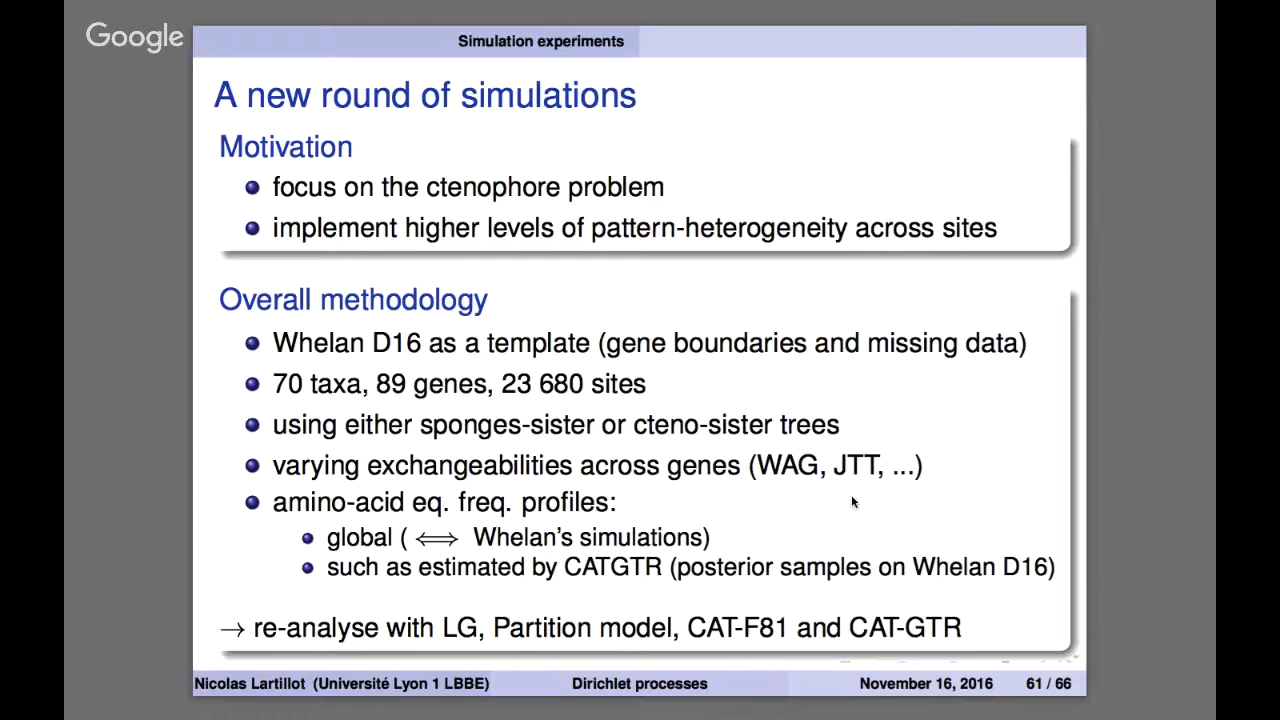 Google
Simulation experiments
A new round of simulations
Motivation
focus on the ctenophore problem
implement higher levels of pattern-heterogeneity across sites
Overall methodology
Whelan D16 as a template (gene boundaries and missing data)
70 taxa, 89 genes, 23 680 sites
using either sponges-sister or cteno-sister trees
varying exchangeabilities across genes (WAG, JTT, ...)
amino-acid eq. freq. profiles:
global ( ⟺ Whelan's simulations)
such as estimated by CATGTR (posterior samples on Whelan D16)
→ re-analyse with LG, Partition model, CAT-F81 and CAT-GTR
Nicolas Lartillot (Université Lyon 1 LBBE) Dirichlet processes November 16, 2016 61 / 66